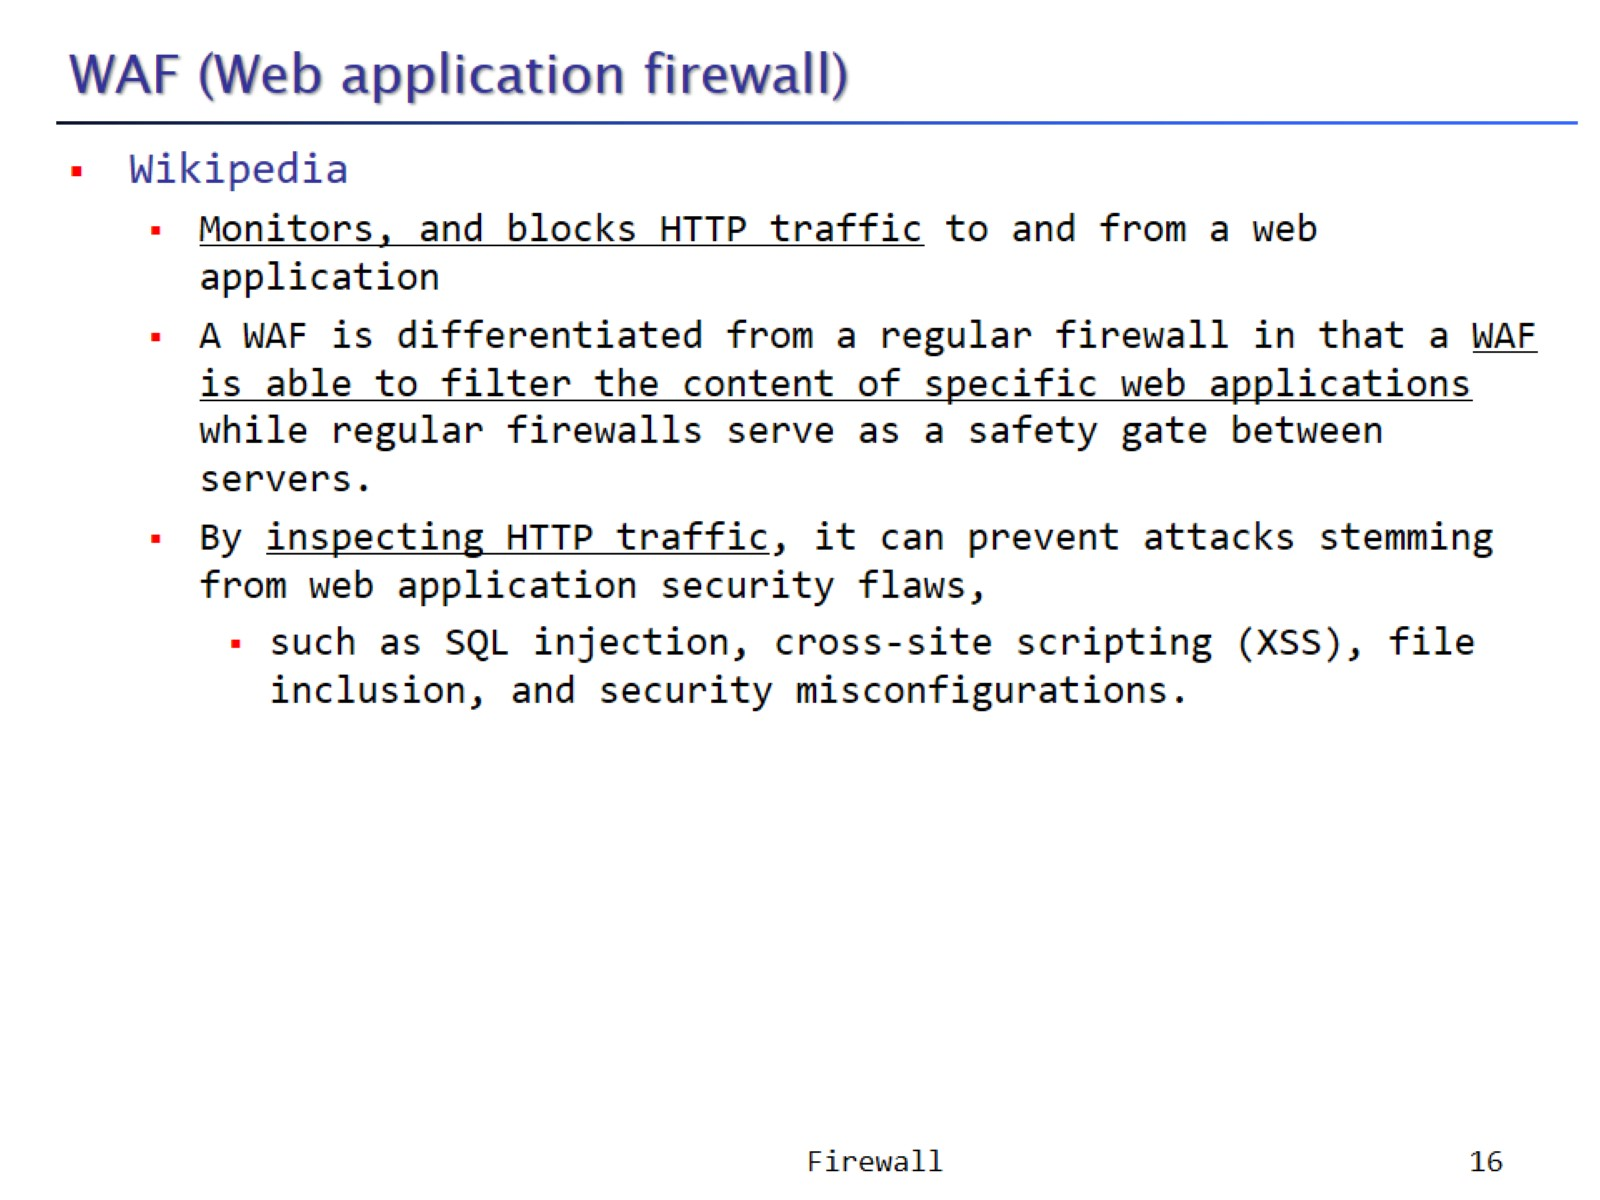 WAF (Web application firewall)
Wikipedia
Monitors, and blocks HTTP traffic to and from a web
application
A WAF is differentiated from a regular firewall in that a WAF
is able to filter the content of specific web applications
while regular firewalls serve as a safety gate between
servers.
By inspecting HTTP traffic, it can prevent attacks stemming
from web application security flaws,
such as SQL injection, cross-site scripting (XSS), file
inclusion, and security misconfigurations.
Firewall
16